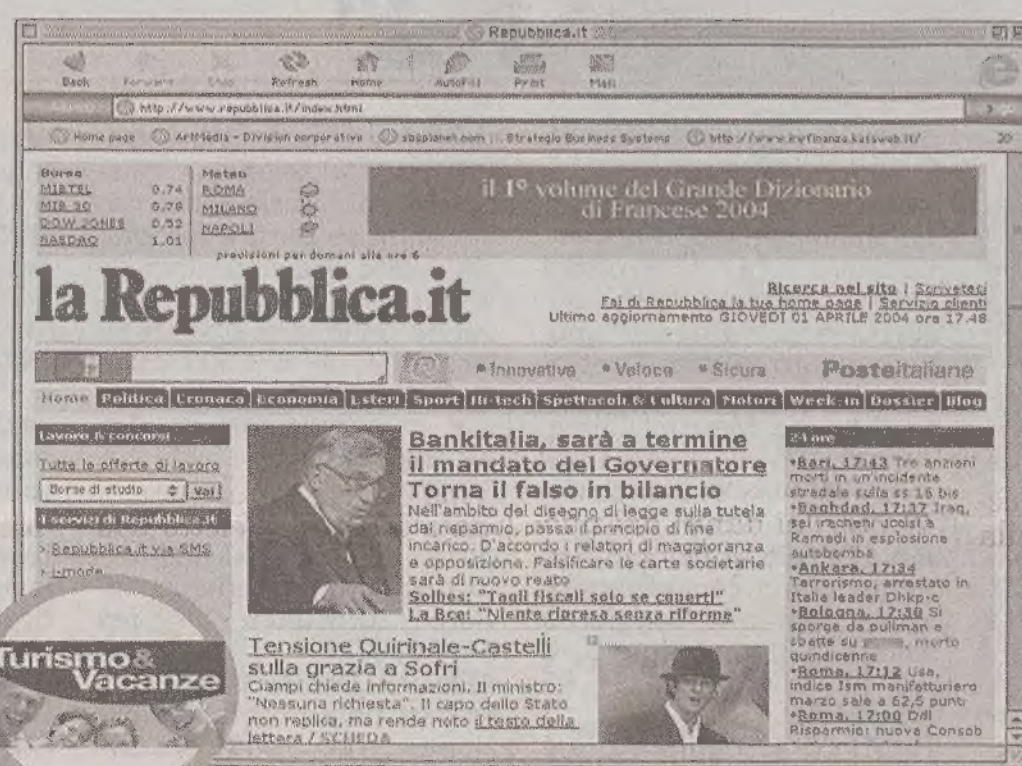 Repubblica.it
Back Forward Stop Refresh Home AutoFill Print Mail
http://www.repubblica.it/index.html
Home page ArtMedia - Division corporativa Strategic Business Systems
Borsa
MIBTEL 0.74
MIB 30 0.78
DOW JONES 0.52
NASDAQ 1.01
Meteo
ROMA
MILANO
NAPOLI
previsioni per domani alle ore 6
il 1º volume del Grande Dizionario
di Francese 2004
la Repubblica.it
Ricerca nel sito | Scriveteci
Fai di Repubblica la tua home page | Servizio clienti
Ultimo aggiornamento GIOVEDI 01 APRILE 2004 ore 17.48
•Innovativa •Veloce •Sicura Posteitaliane
Home Politica Cronaca Economia Esteri Sport Hi-tech Spettacoli & Cultura Motori Week-in Dossier Blog
Lavoro & concorsi
Tutte le offerte di lavoro
Borse di studio Vai
I servizi di Repubblica.it
> Repubblica.it via SMS
> i-mode
Turismo&
Vacanze
Bankitalia, sarà a termine
il mandato del Governatore
Torna il falso in bilancio
Nell'ambito del disegno di legge sulla tutela
del risparmio, passa il principio di fine
incarico. D'accordo i relatori di maggioranza
e opposizione. Falsificare le carte societarie
sarà di nuovo reato
Solbes: "Tagli fiscali solo se coperti"
La Bce: "Niente ripresa senza riforme"
Tensione Quirinale-Castelli
sulla grazia a Sofri
Ciampi chiede informazioni. Il ministro:
"Nessuna richiesta". Il capo dello Stato
non replica, ma rende noto il testo della
lettera / SCHEDA
24 ore
•Bari, 17:43 Tre anziani
morti in un'incidente
stradale sulla ss 16 bis
•Baghdad, 17:37 Iraq,
sei iracheni uccisi a
Ramadi in esplosione
autobomba
•Ankara, 17:34
Terrorismo, arrestato in
Italia leader Dhkp-c
•Bologna, 17:30 Si
sporge da pullman e
sbatte su, morto
quindicenne
•Roma, 17:12 Usa,
indice Ism manifatturiero
marzo sale a 62,5 punti
•Roma, 17:00 Ddl
Risparmio: nuova Consob